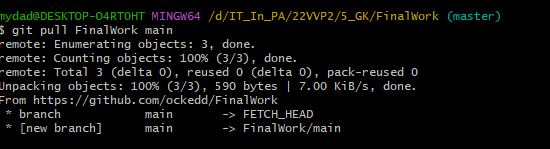 mydad@DESKTOP-O4RTOHT MINGW64 /d/IT_In_PA/22VVP2/5_GK/FinalWork (master)
$ git pull FinalWork main
remote: Enumerating objects: 3, done.
remote: Counting objects: 100% (3/3), done.
remote: Total 3 (delta 0), reused 0 (delta 0), pack-reused 0
Unpacking objects: 100% (3/3), 590 bytes | 7.00 KiB/s, done.
From https://github.com/ockedd/FinalWork
 * branch            main       -> FETCH_HEAD
 * [new branch]      main       -> FinalWork/main